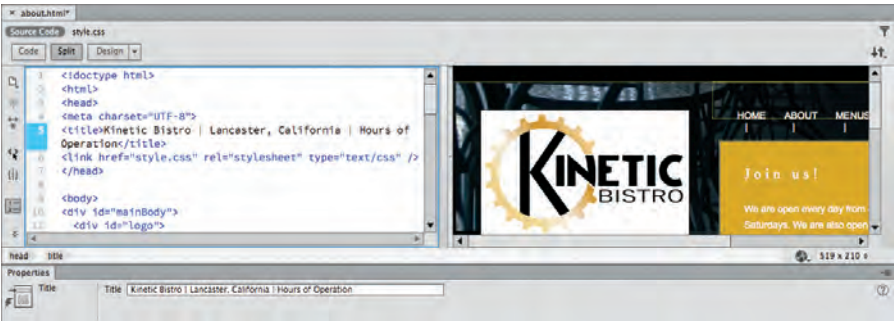 × about.html*
Source Code style.css
Code Split Design
1 <!doctype html>
2 <html>
3 <head>
4 <meta charset="UTF-8">
5 <title>Kinetic Bistro | Lancaster, California | Hours of
Operation</title>
6 <link href="style.css" rel="stylesheet" type="text/css" />
7 </head>
8
9 <body>
10 <div id="mainBody">
12 <div id="logo">
HOME ABOUT MENUS
| | |
KINETIC
BISTRO
Join us!
We are open every day from
Saturdays. We are also open
head title
519 x 210
Properties
Title
Title Kinetic Bistro | Lancaster, California | Hours of Operation